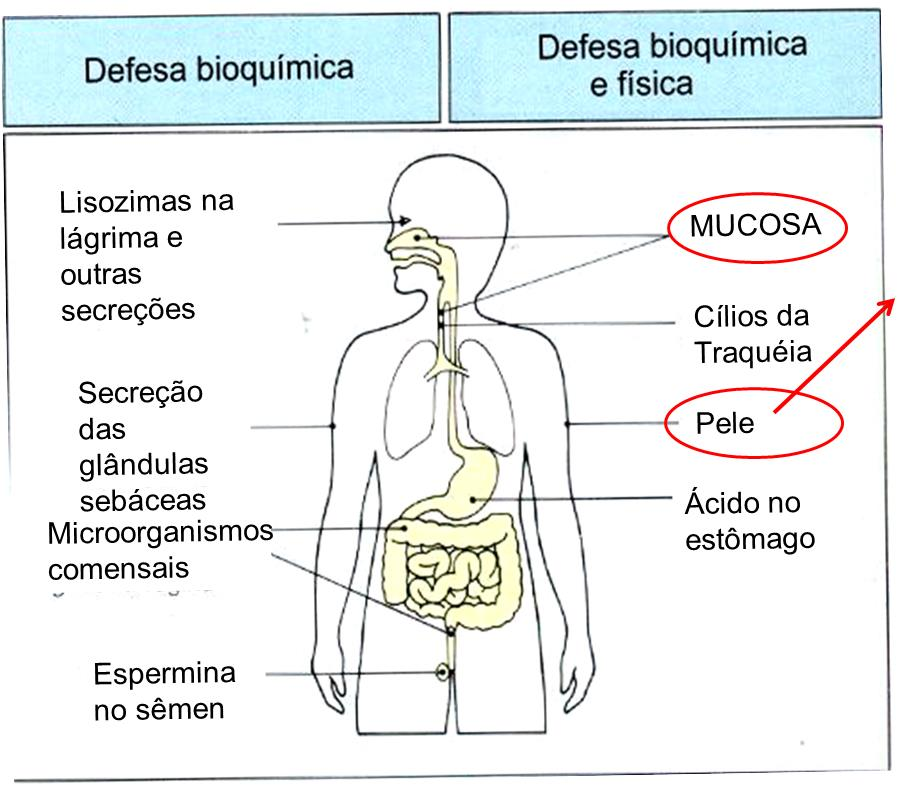 Defesa bioquímica
Defesa bioquímica
e física
Lisozimas na
lágrima e
outras
secreções
Secreção
das
glândulas
sebáceas
Microorganismos
comensais
Espermina
no sêmen
MUCOSA
Cílios da
Traquéia
Pele
Ácido no
estômago